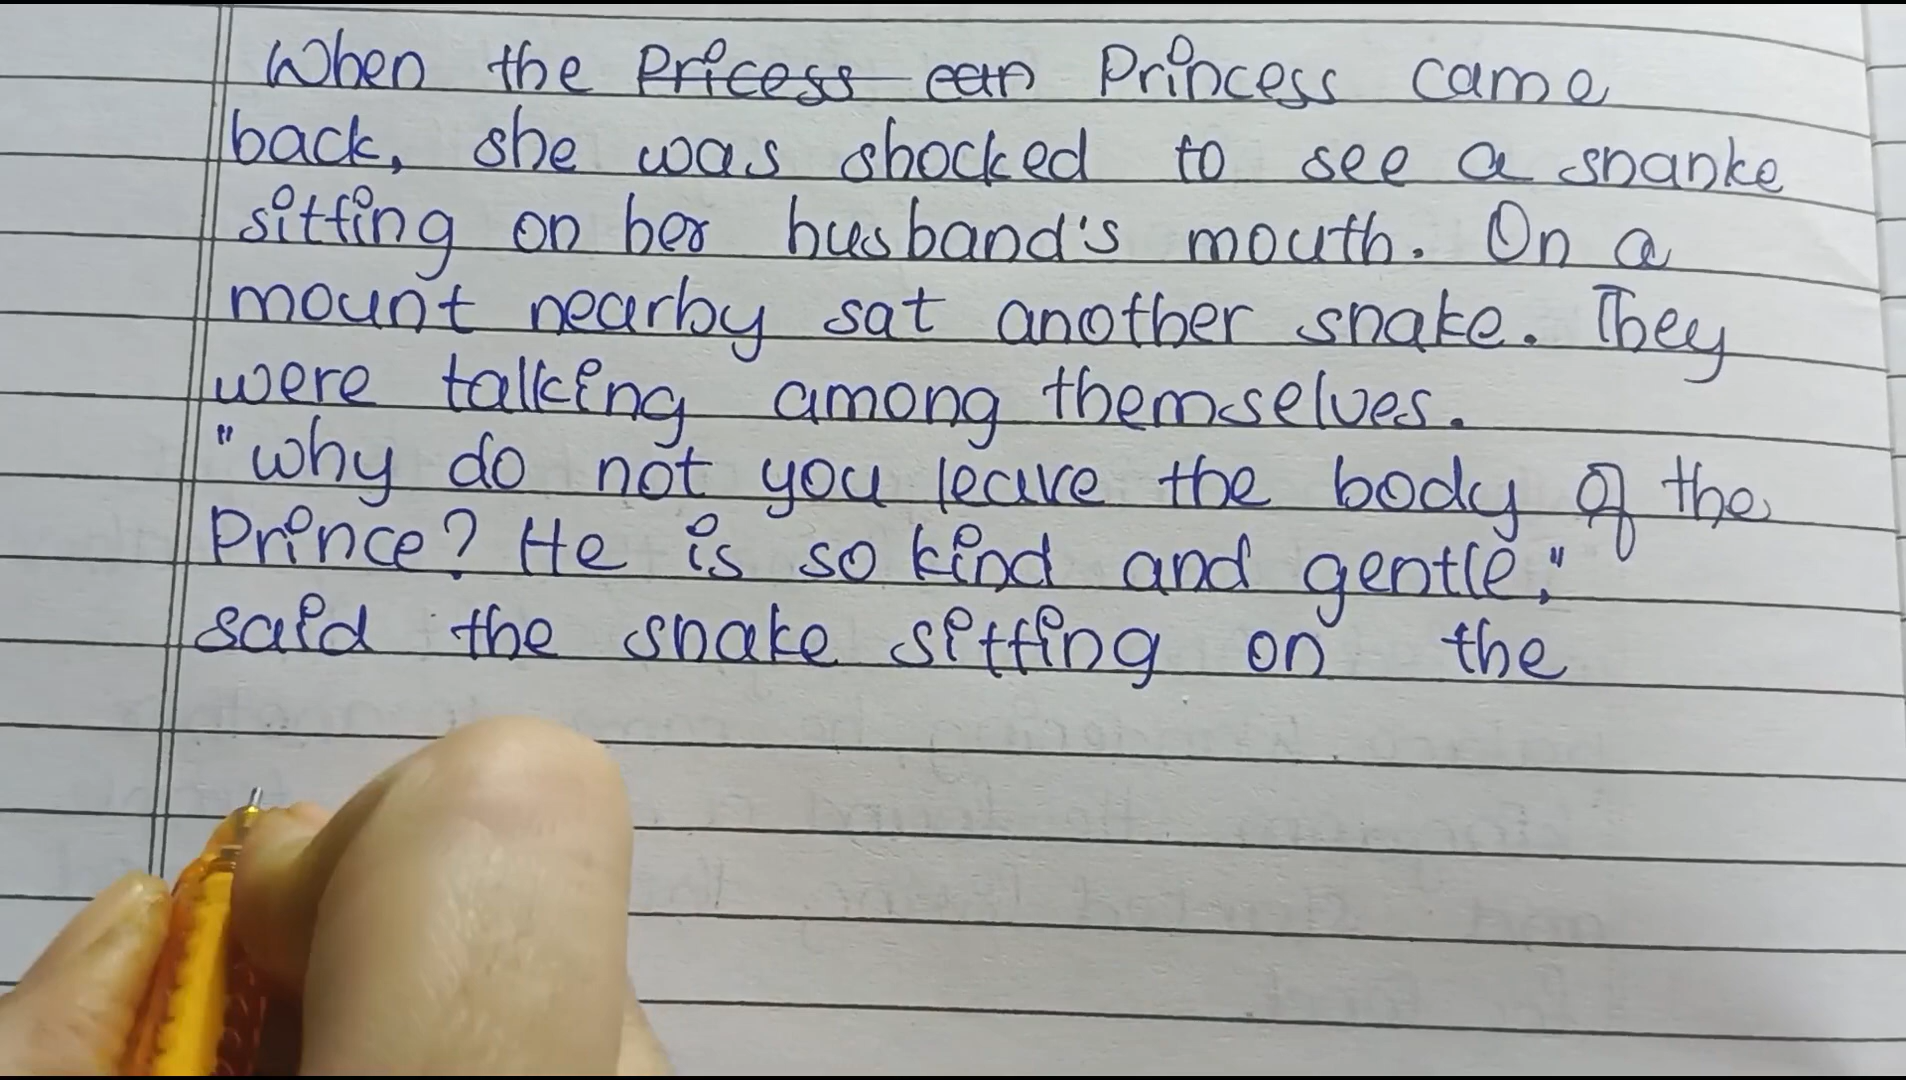 When the Pricess can Princess came
back, she was shocked to see a snanke
sitting on her husband's mouth. On a
mount nearby sat another snake. They
were talking among themselves.
"why do not you leave the body of the
Prince? He is so kind and gentle,"
said the snake sitting on the